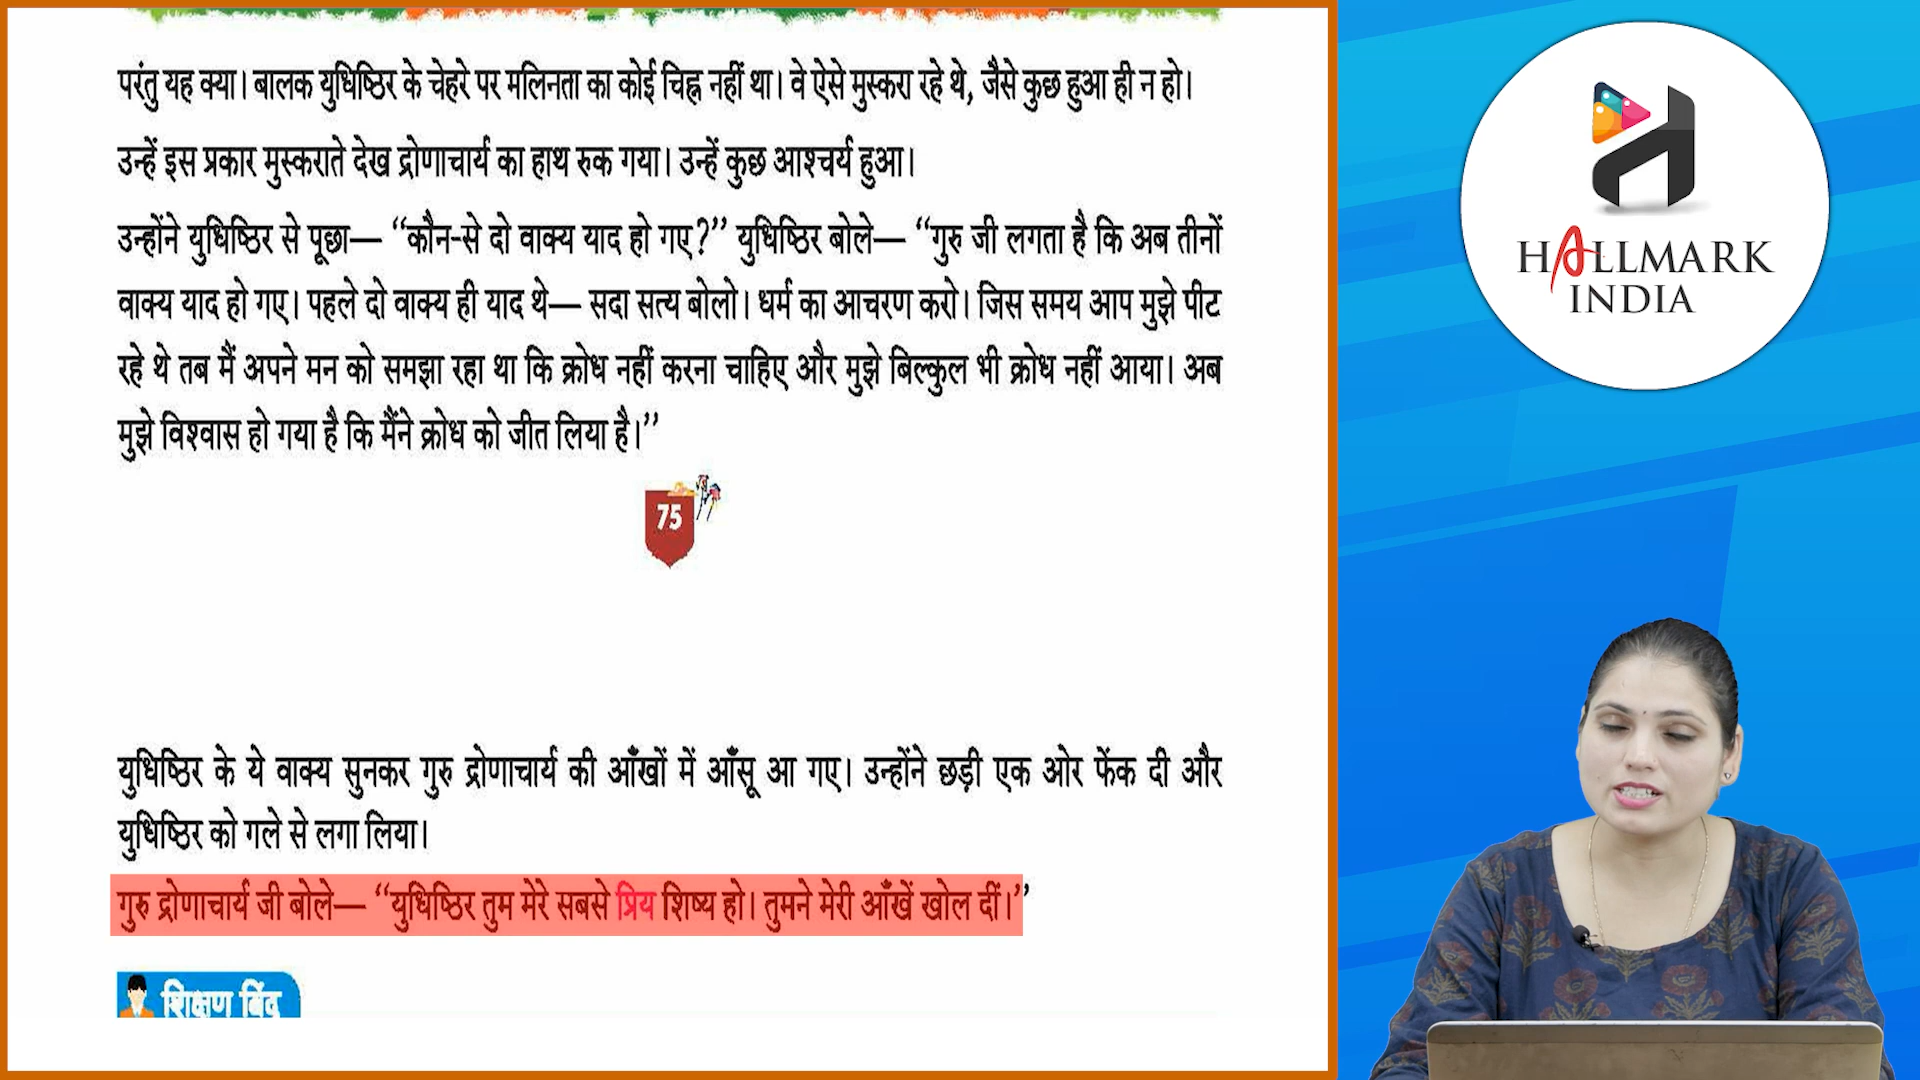 परंतु यह क्या। बालक युधिष्ठिर के चेहरे पर मलिनता का कोई चिह्न नहीं था। वे ऐसे मुस्करा रहे थे, जैसे कुछ हुआ ही न हो।
उन्हें इस प्रकार मुस्कराते देख द्रोणाचार्य का हाथ रुक गया। उन्हें कुछ आश्चर्य हुआ।
उन्होंने युधिष्ठिर से पूछा— “कौन-से दो वाक्य याद हो गए?” युधिष्ठिर बोले— “गुरु जी लगता है कि अब तीनों
वाक्य याद हो गए। पहले दो वाक्य ही याद थे— सदा सत्य बोलो। धर्म का आचरण करो। जिस समय आप मुझे पीट
रहे थे तब मैं अपने मन को समझा रहा था कि क्रोध नहीं करना चाहिए और मुझे बिल्कुल भी क्रोध नहीं आया। अब
मुझे विश्वास हो गया है कि मैंने क्रोध को जीत लिया है।”
75
युधिष्ठिर के ये वाक्य सुनकर गुरु द्रोणाचार्य की आँखों में आँसू आ गए। उन्होंने छड़ी एक ओर फेंक दी और
युधिष्ठिर को गले से लगा लिया।
गुरु द्रोणाचार्य जी बोले— “युधिष्ठिर तुम मेरे सबसे प्रिय शिष्य हो। तुमने मेरी आँखें खोल दीं।”
शिक्षण बिंदु
HALLMARK
INDIA